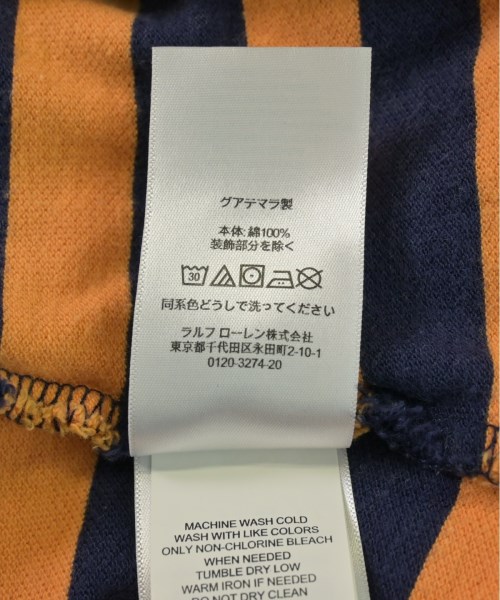 グアテマラ製
本体: 綿100%
装飾部分を除く
30
同系色どうしで洗ってください
ラルフ ローレン株式会社
東京都千代田区永田町2-10-1
0120-3274-20
MACHINE WASH COLD
WASH WITH LIKE COLORS
ONLY NON-CHLORINE BLEACH
WHEN NEEDED
TUMBLE DRY LOW
WARM IRON IF NEEDED
DO NOT DRY CLEAN